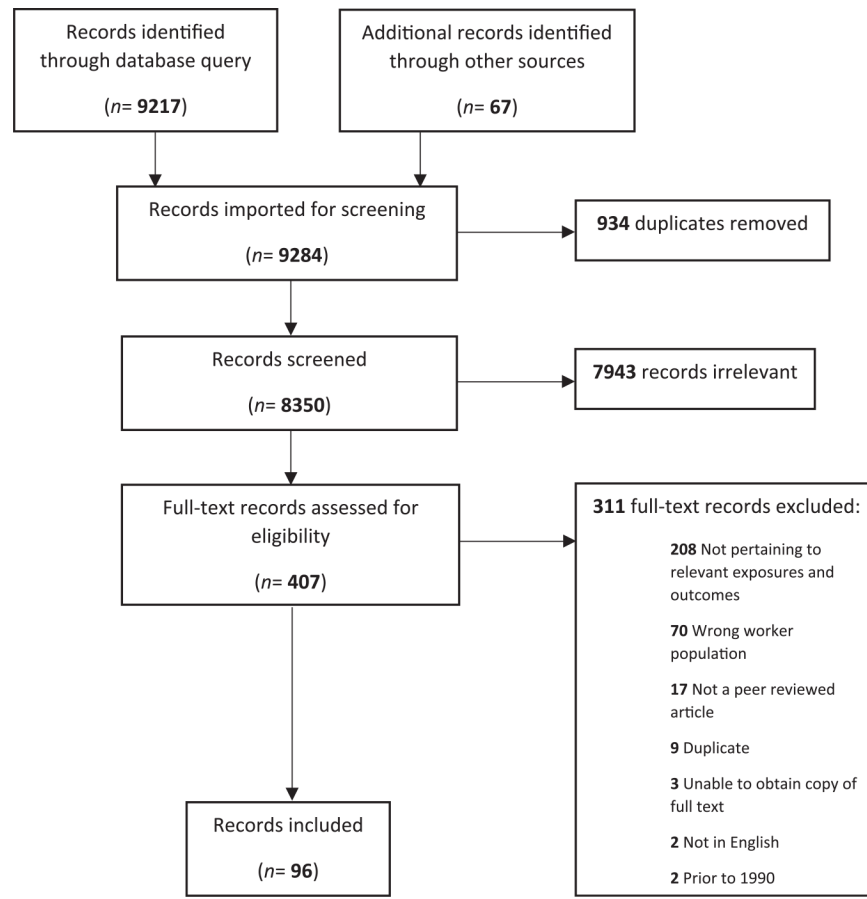 Records identified
through database query
(n= 9217)
Additional records identified
through other sources
(n= 67)
Records imported for screening
(n= 9284)
934 duplicates removed
Records screened
(n= 8350)
7943 records irrelevant
Full-text records assessed for
eligibility
(n= 407)
311 full-text records excluded:
208 Not pertaining to
relevant exposures and
outcomes
70 Wrong worker
population
17 Not a peer reviewed
article
9 Duplicate
3 Unable to obtain copy of
full text
2 Not in English
2 Prior to 1990
Records included
(n= 96)